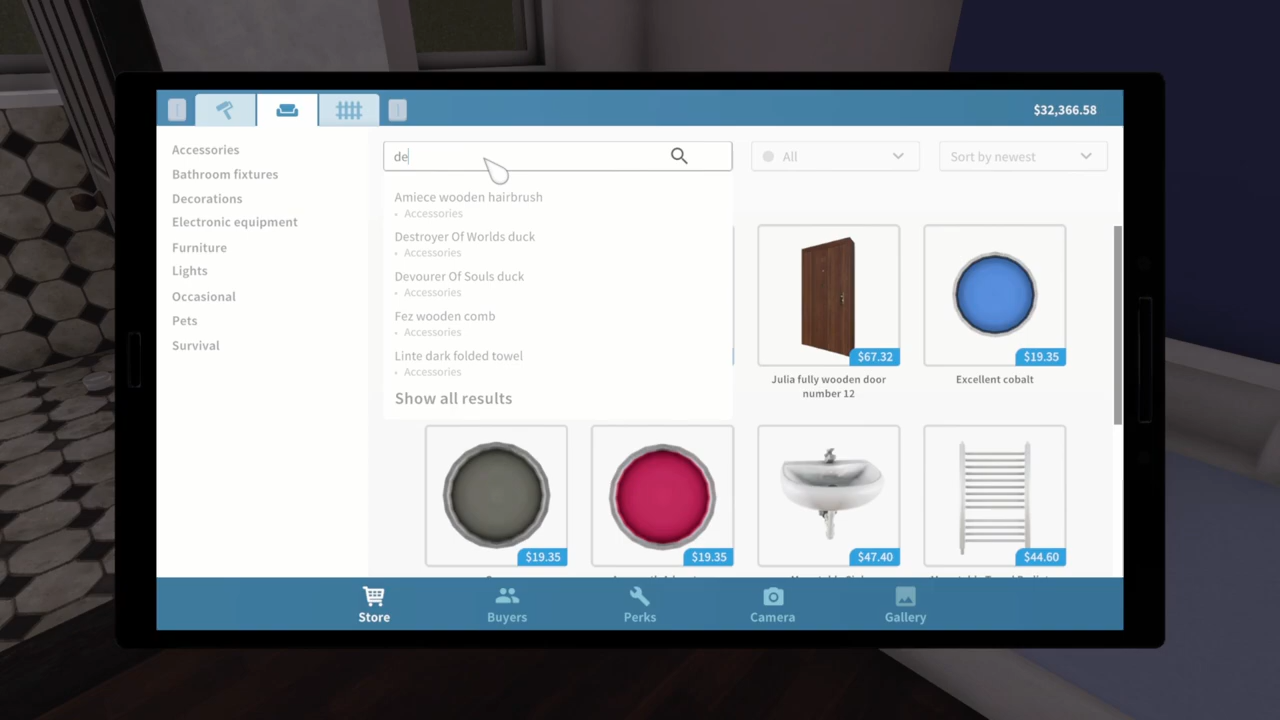 $32,366.58
Accessories
Bathroom fixtures
Decorations
Electronic equipment
Furniture
Lights
Occasional
Pets
Survival
de
All
Sort by newest
Amiece wooden hairbrush
• Accessories
Destroyer Of Worlds duck
• Accessories
Devourer Of Souls duck
• Accessories
Fez wooden comb
• Accessories
Linte dark folded towel
• Accessories
Show all results
$67.32
Julia fully wooden door
number 12
$19.35
Excellent cobalt
$19.35
$19.35
$47.40
$44.60
Store
Buyers
Perks
Camera
Gallery